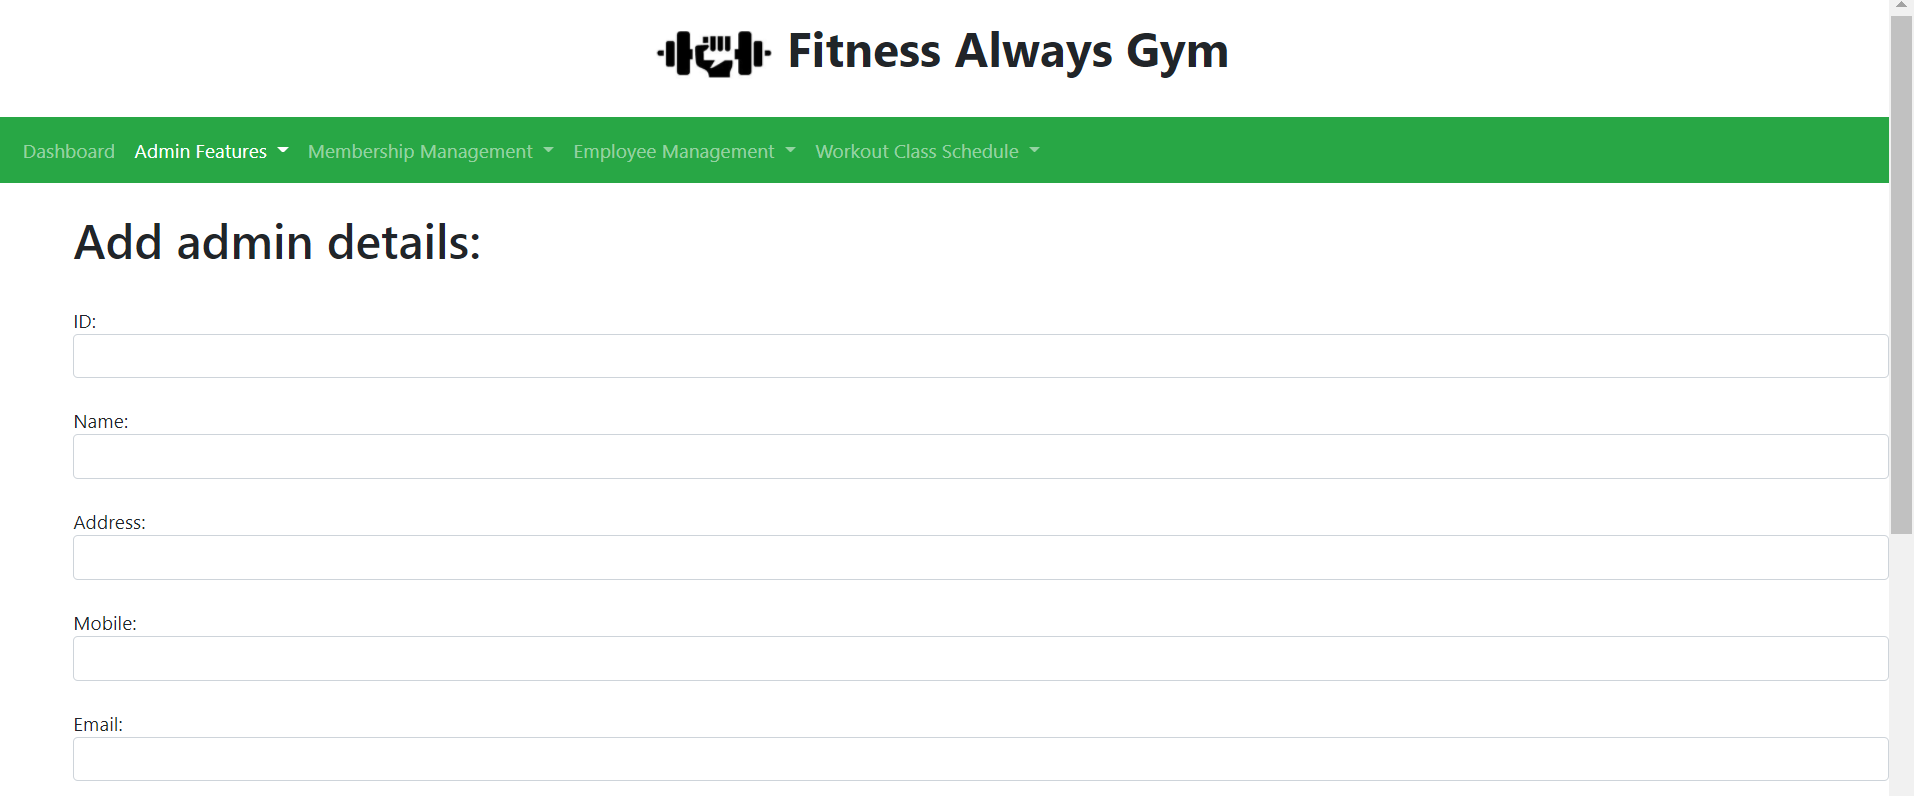 Fitness Always Gym
Dashboard Admin Features Membership Management Employee Management Workout Class Schedule
Add admin details:
ID:
Name:
Address:
Mobile:
Email: